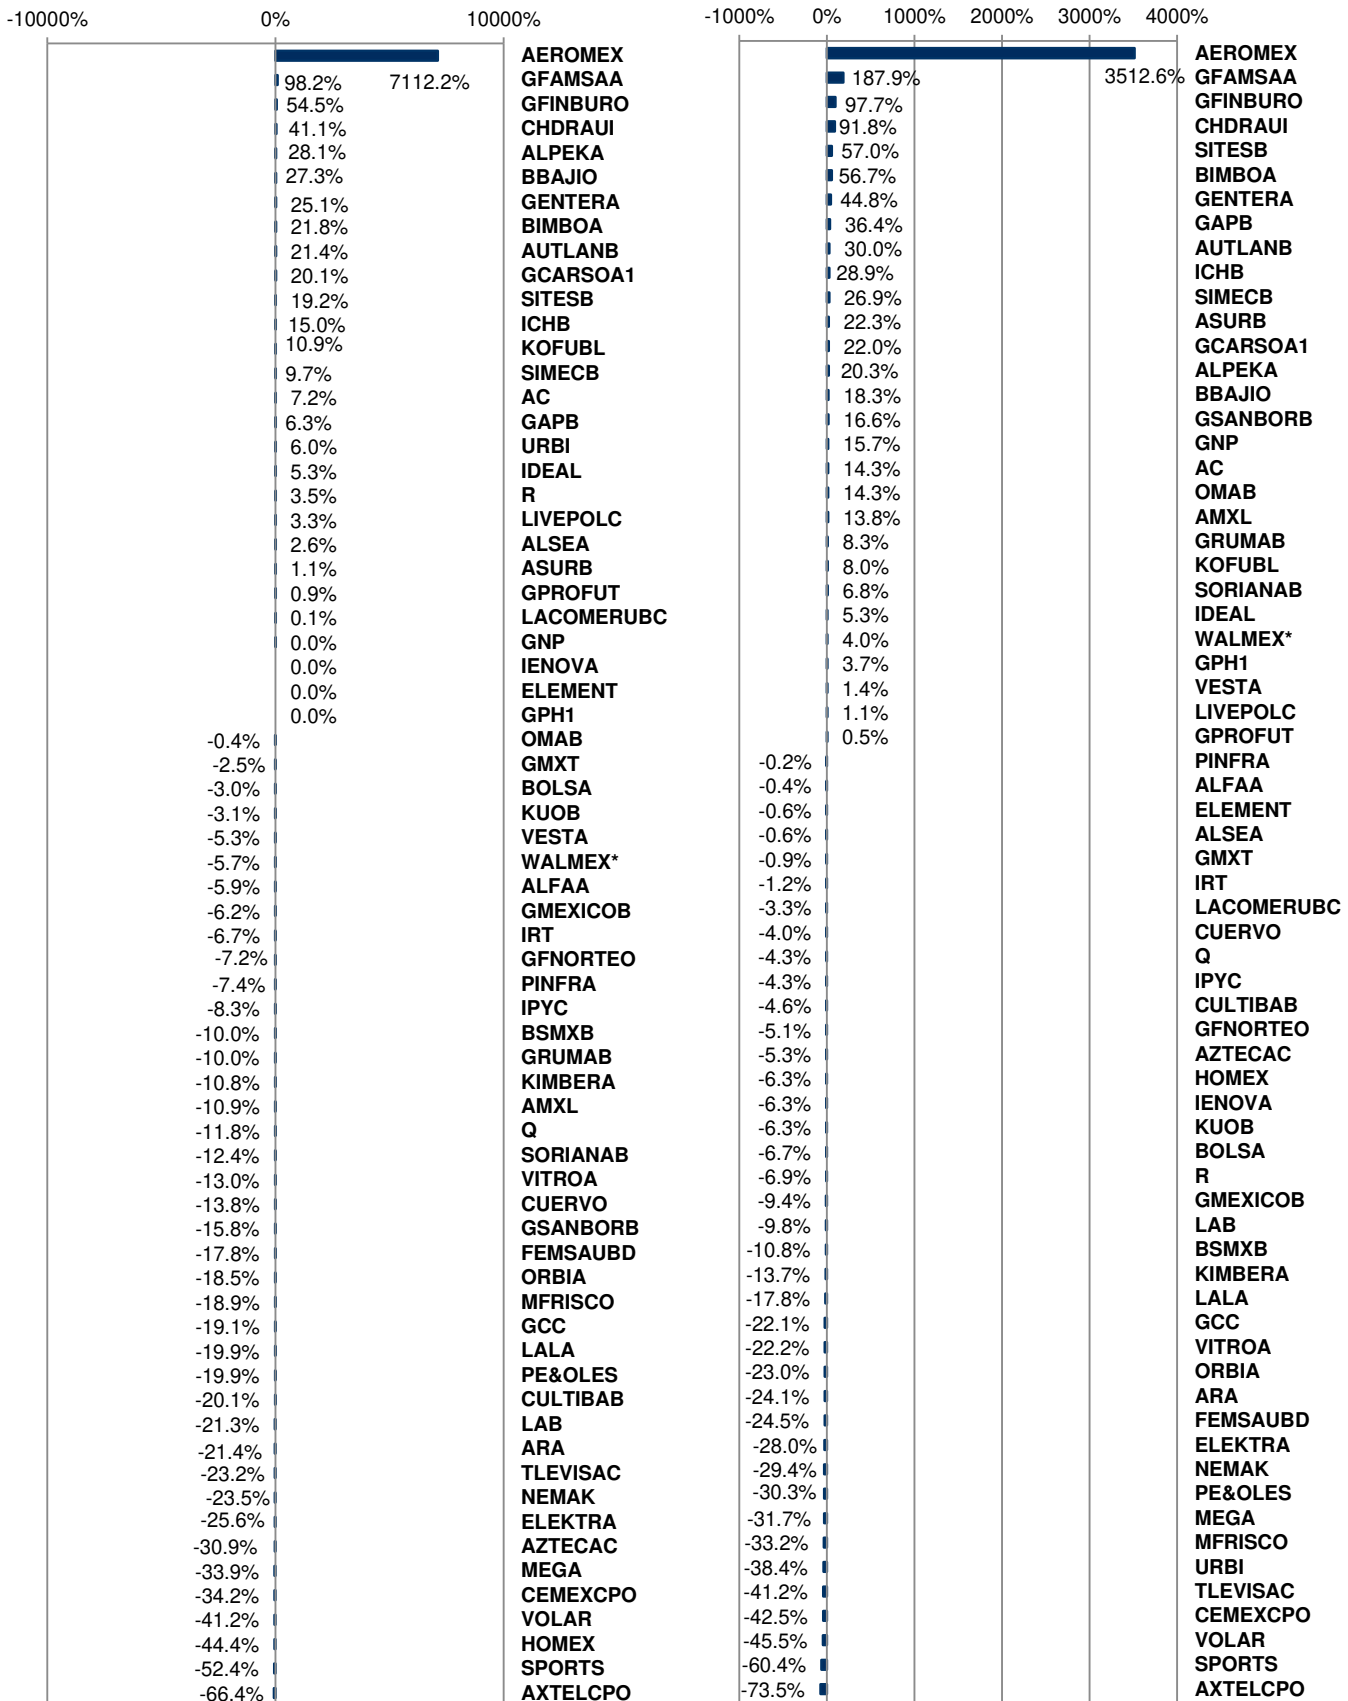 -10000% 0% 10000%
AEROMEX
98.2% 7112.2% GFAMSAA
54.5% GFINBURO
41.1% CHDRAUI
28.1% ALPEKA
27.3% BBAJIO
25.1% GENTERA
21.8% BIMBOA
21.4% AUTLANB
20.1% GCARSOA1
19.2% SITESB
15.0% ICHB
10.9% KOFUBL
9.7% SIMECB
7.2% AC
6.3% GAPB
6.0% URBI
5.3% IDEAL
3.5% R
3.3% LIVEPOLC
2.6% ALSEA
1.1% ASURB
0.9% GPROFUT
0.1% LACOMERUBC
0.0% GNP
0.0% IENOVA
0.0% ELEMENT
0.0% GPH1
-0.4% OMAB
-2.5% GMXT
-3.0% BOLSA
-3.1% KUOB
-5.3% VESTA
-5.7% WALMEX*
-5.9% ALFAA
-6.2% GMEXICOB
-6.7% IRT
-7.2% GFNORTEO
-7.4% PINFRA
-8.3% IPYC
-10.0% BSMXB
-10.0% GRUMAB
-10.8% KIMBERA
-10.9% AMXL
-11.8% Q
-12.4% SORIANAB
-13.0% VITROA
-13.8% CUERVO
-15.8% GSANBORB
-17.8% FEMSAUBD
-18.5% ORBIA
-18.9% MFRISCO
-19.1% GCC
-19.9% LALA
-19.9% PE&OLES
-20.1% CULTIBAB
-21.3% LAB
-21.4% ARA
-23.2% TLEVISAC
-23.5% NEMAK
-25.6% ELEKTRA
-30.9% AZTECAC
-33.9% MEGA
-34.2% CEMEXCPO
-41.2% VOLAR
-44.4% HOMEX
-52.4% SPORTS
-66.4% AXTELCPO
-1000% 0% 1000% 2000% 3000% 4000%
AEROMEX
187.9% 3512.6% GFAMSAA
97.7% GFINBURO
91.8% CHDRAUI
57.0% SITESB
56.7% BIMBOA
44.8% GENTERA
36.4% GAPB
30.0% AUTLANB
28.9% ICHB
26.9% SIMECB
22.3% ASURB
22.0% GCARSOA1
20.3% ALPEKA
18.3% BBAJIO
16.6% GSANBORB
15.7% GNP
14.3% AC
14.3% OMAB
13.8% AMXL
8.3% GRUMAB
8.0% KOFUBL
6.8% SORIANAB
5.3% IDEAL
4.0% WALMEX*
3.7% GPH1
1.4% VESTA
1.1% LIVEPOLC
0.5% GPROFUT
-0.2% PINFRA
-0.4% ALFAA
-0.6% ELEMENT
-0.6% ALSEA
-0.9% GMXT
-1.2% IRT
-3.3% LACOMERUBC
-4.0% CUERVO
-4.3% Q
-4.3% IPYC
-4.6% CULTIBAB
-5.1% GFNORTEO
-5.3% AZTECAC
-6.3% HOMEX
-6.3% IENOVA
-6.3% KUOB
-6.7% BOLSA
-6.9% R
-9.4% GMEXICOB
-9.8% LAB
-10.8% BSMXB
-13.7% KIMBERA
-17.8% LALA
-22.1% GCC
-22.2% VITROA
-23.0% ORBIA
-24.1% ARA
-24.5% FEMSAUBD
-28.0% ELEKTRA
-29.4% NEMAK
-30.3% PE&OLES
-31.7% MEGA
-33.2% MFRISCO
-38.4% URBI
-41.2% TLEVISAC
-42.5% CEMEXCPO
-45.5% VOLAR
-60.4% SPORTS
-73.5% AXTELCPO